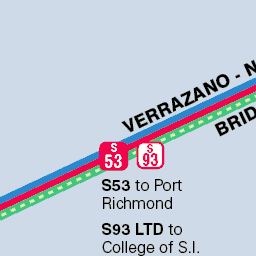 VERRAZANO - N
BRID
S
53
S
93
S53 to Port
Richmond
S93 LTD to
College of S.I.